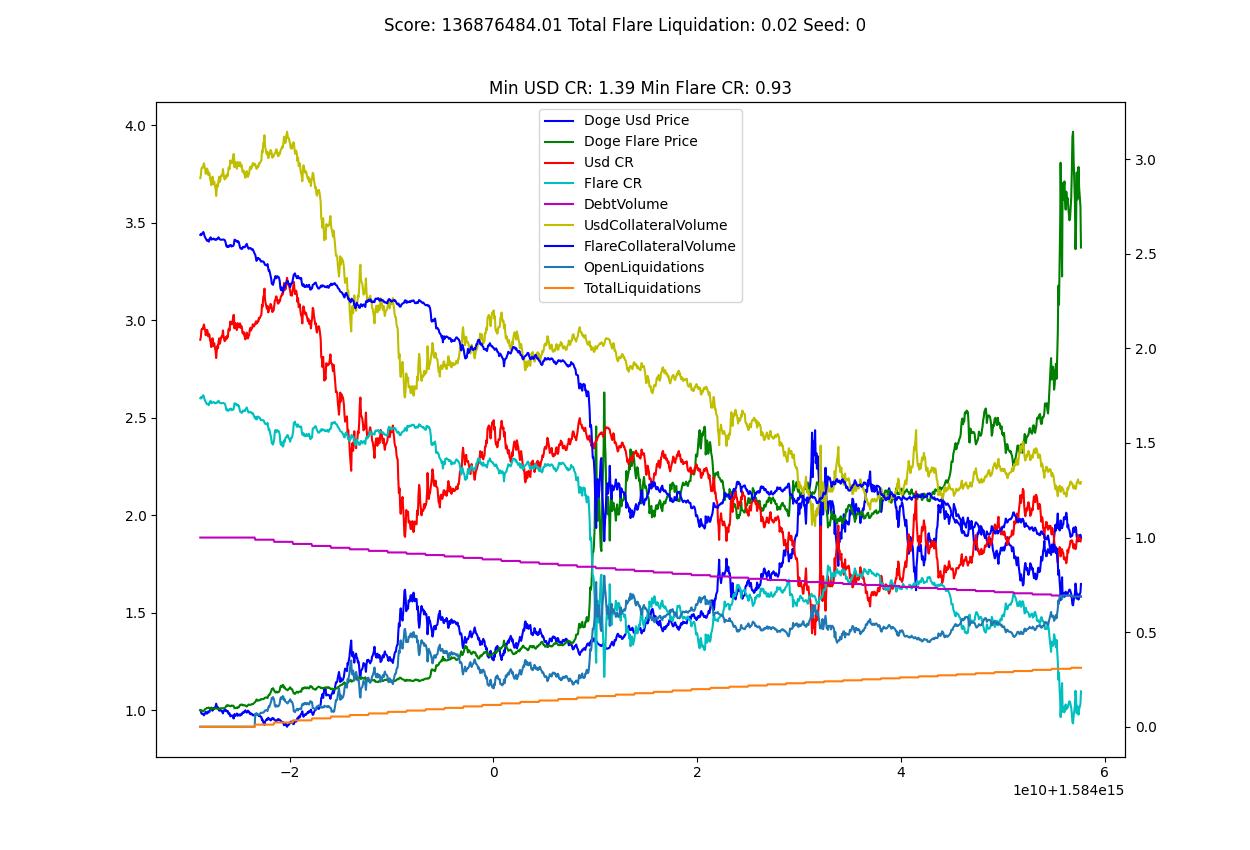 Score: 136876484.01 Total Flare Liquidation: 0.02 Seed: 0
Min USD CR: 1.39 Min Flare CR: 0.93
Doge Usd Price
Doge Flare Price
Usd CR
Flare CR
DebtVolume
UsdCollateralVolume
FlareCollateralVolume
OpenLiquidations
TotalLiquidations
4.0
3.5
3.0
2.5
2.0
1.5
1.0
3.0
2.5
2.0
1.5
1.0
0.5
0.0
−2 0 2 4 6
1e10+1.584e15